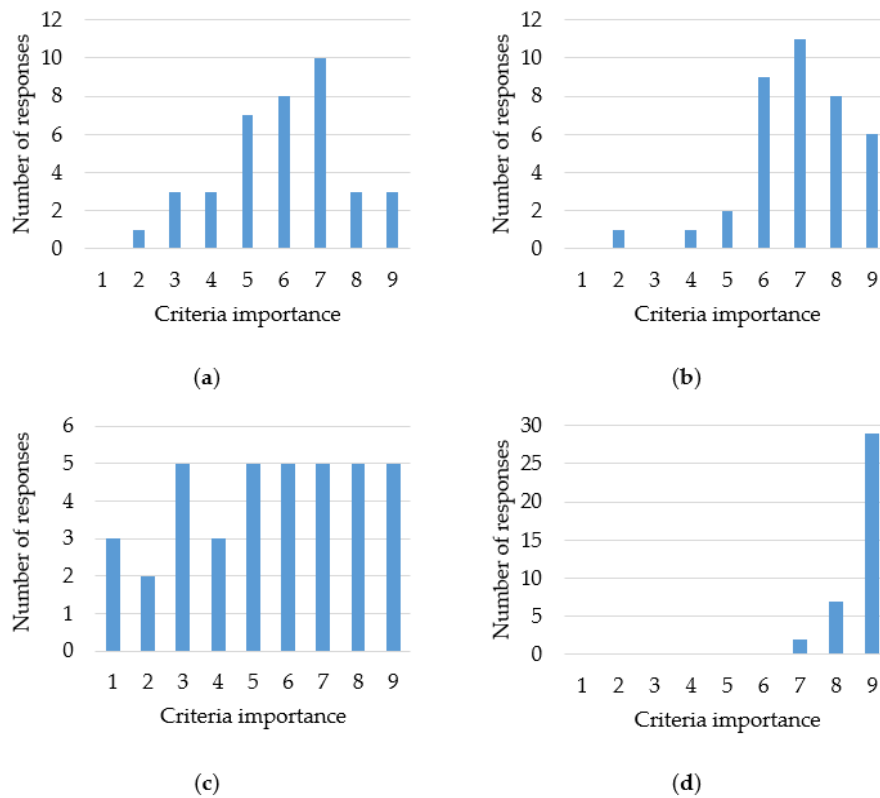 Number of responses
12
10
8
6
4
2
0
1 2 3 4 5 6 7 8 9
Criteria importance
(a)
Number of responses
12
10
8
6
4
2
0
1 2 3 4 5 6 7 8 9
Criteria importance
(b)
Number of responses
6
5
4
3
2
1
0
1 2 3 4 5 6 7 8 9
Criteria importance
(c)
Number of responses
30
25
20
15
10
5
0
1 2 3 4 5 6 7 8 9
Criteria importance
(d)